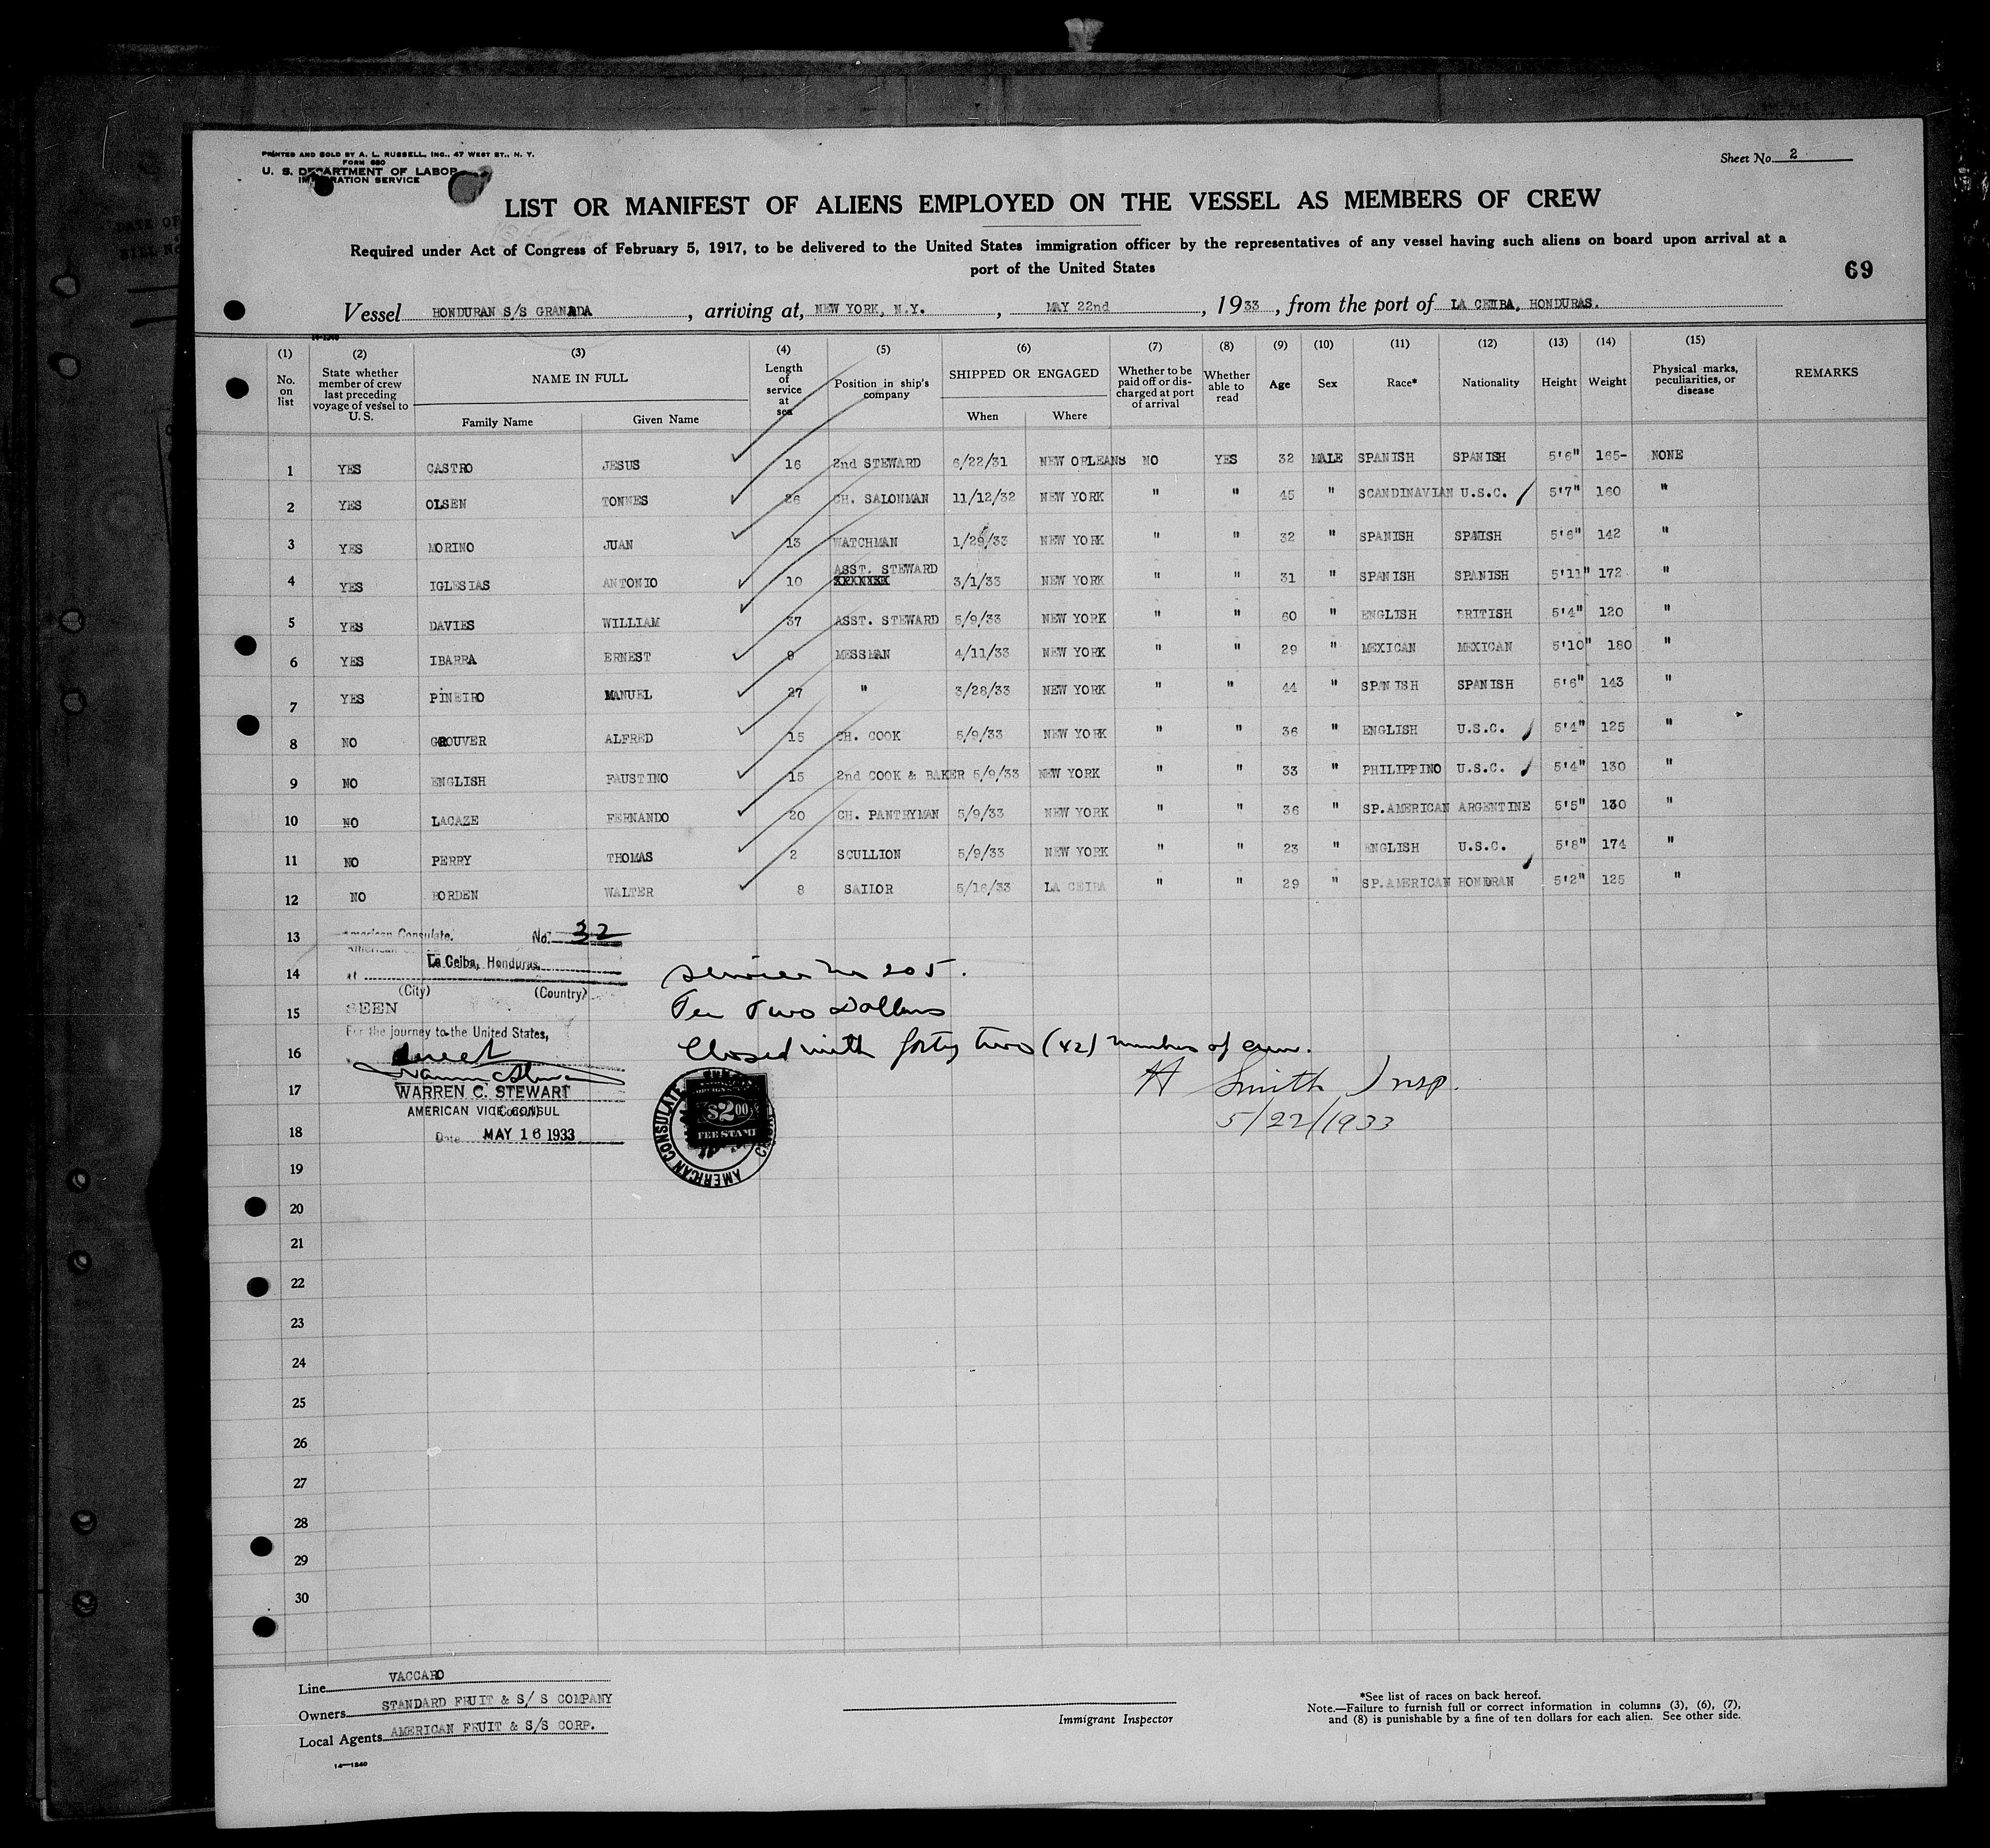 PRINTED AND SOLD BY A. L. RUSSELL, INC., 47 WEST ST., N. Y.
FORM 680
U. S. DEPARTMENT OF LABOR
IMMIGRATION SERVICE
Sheet No. 2
LIST OR MANIFEST OF ALIENS EMPLOYED ON THE VESSEL AS MEMBERS OF CREW
Required under Act of Congress of February 5, 1917, to be delivered to the United States immigration officer by the representatives of any vessel having such aliens on board upon arrival at a
port of the United States
69
Vessel HONDURAN S/S GRANADA, arriving at, NEW YORK, N.Y., MAY 22nd, 1933, from the port of LA CEIBA, HONDURAS.
14-1240
(1) (2) (3) (4) (5) (6) (7) (8) (9) (10) (11) (12) (13) (14) (15)
No. on list State whether member of crew last preceding voyage of vessel to U. S. NAME IN FULL Family Name Given Name Length of service at sea Position in ship's company SHIPPED OR ENGAGED When Where Whether to be paid off or discharged at port of arrival Whether able to read Age Sex Race* Nationality Height Weight Physical marks, peculiarities, or disease REMARKS
1 YES CASTRO JESUS 16 2nd STEWARD 6/22/31 NEW ORLEANS NO YES 32 MALE SPANISH SPANISH 5'6" 165- NONE
2 YES OLSEN TONNES 26 CH. SALONMAN 11/12/32 NEW YORK " " 45 " SCANDINAVIAN U.S.C. 5'7" 160 "
3 YES MORINO JUAN 13 WATCHMAN 1/26/33 NEW YORK " " 32 " SPANISH SPANISH 5'6" 142 "
4 YES IGLESIAS ANTONIO 10 ASST. STEWARD 3/1/33 NEW YORK " " 31 " SPANISH SPANISH 5'11" 172 "
5 YES DAVIES WILLIAM 37 ASST. STEWARD 5/9/33 NEW YORK " " 60 " ENGLISH BRITISH 5'4" 120 "
6 YES IBARRA ERNEST 9 MESSMAN 4/11/33 NEW YORK " " 29 " MEXICAN MEXICAN 5'10" 180 "
7 YES PINEIRO MANUEL 27 " 3/28/33 NEW YORK " " 44 " SPANISH SPANISH 5'6" 143 "
8 NO GROUVER ALFRED 15 CH. COOK 5/9/33 NEW YORK " " 36 " ENGLISH U.S.C. 5'4" 125 "
9 NO ENGLISH FAUSTINO 15 2nd COOK & BAKER 5/9/33 NEW YORK " " 33 " PHILIPPINO U.S.C. 5'4" 130 "
10 NO LACAZE FERNANDO 20 CH. PANTRYMAN 5/9/33 NEW YORK " " 36 " SP.AMERICAN ARGENTINE 5'5" 130 "
11 NO PERRY THOMAS 2 SCULLION 5/9/33 NEW YORK " " 23 " ENGLISH U.S.C. 5'8" 174 "
12 NO BORDEN WALTER 8 SAILOR 5/16/33 LA CEIBA " " 29 " SP.AMERICAN HONDRAN 5'2" 125 "
13 American Consulate. No. 32
American
14 at La Ceiba, Honduras.
(City) (Country)
Service No 205.
15 SEEN
Fee Two Dollars
For the journey to the United States,
16 Closed with forty two (42) members of crew.
17 WARREN C. STEWART
H Smith Insp.
AMERICAN VICE CONSUL
(Consul)
5/22/1933
18 Date MAY 16 1933
AMERICAN CONSULATE
$2.00
FEE STAMP
19
20
21
22
23
24
25
26
27
28
29
30
Line VACCARO
Owners STANDARD FRUIT & S/S COMPANY
Local Agents AMERICAN FRUIT & S/S CORP.
14—1240
Immigrant Inspector
*See list of races on back hereof.
Note.—Failure to furnish full or correct information in columns (3), (6), (7),
and (8) is punishable by a fine of ten dollars for each alien. See other side.